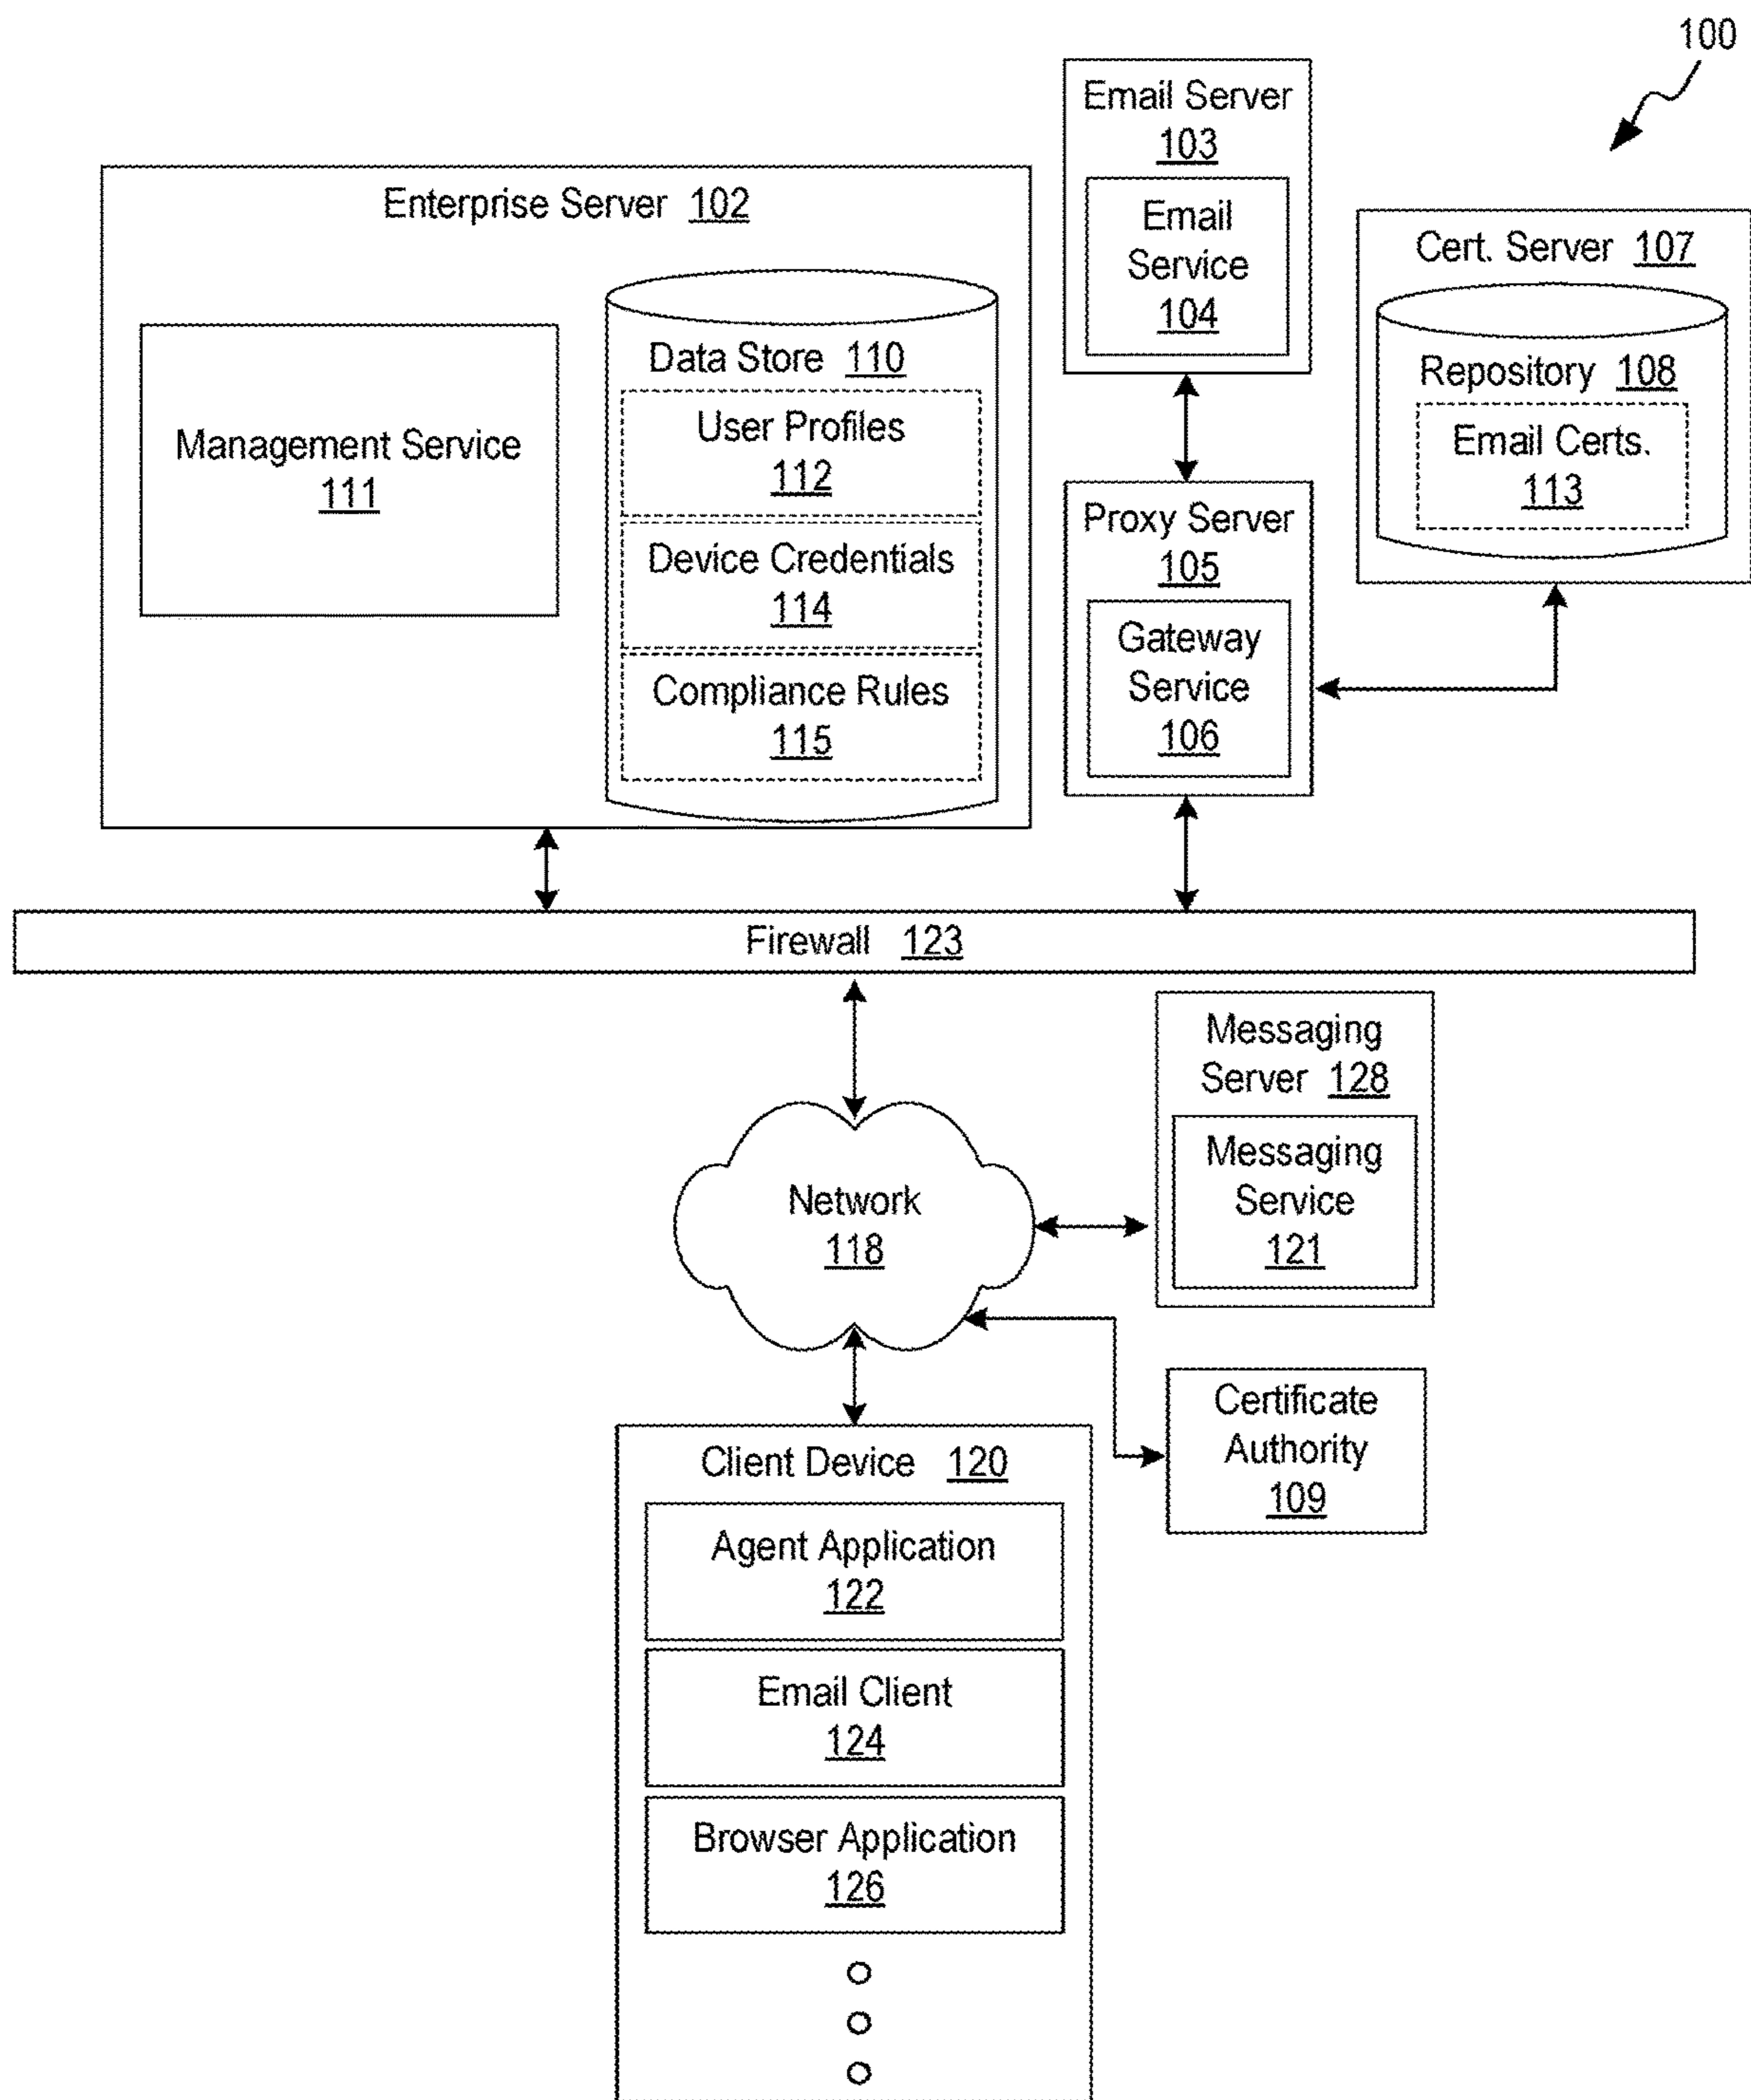 100
Email Server
103
Email
Service
104
Enterprise Server 102
Management Service
111
Data Store 110
User Profiles
112
Device Credentials
114
Compliance Rules
115
Cert. Server 107
Repository 108
Email Certs.
113
Proxy Server
105
Gateway
Service
106
Firewall 123
Messaging
Server 128
Messaging
Service
121
Network
118
Certificate
Authority
109
Client Device 120
Agent Application
122
Email Client
124
Browser Application
126